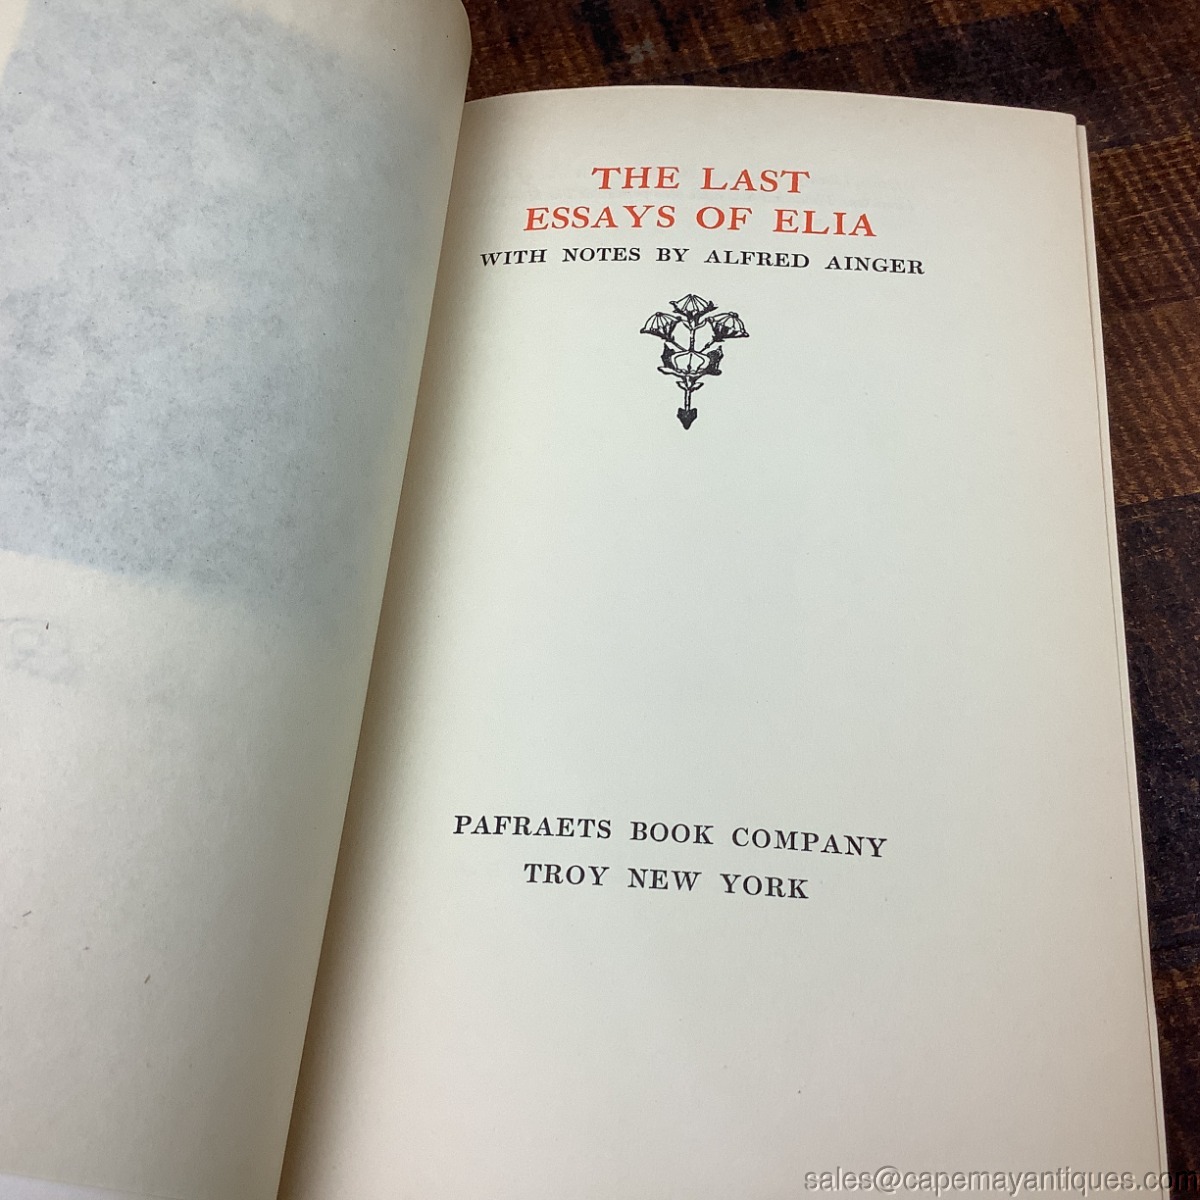 THE LAST
ESSAYS OF ELIA
WITH NOTES BY ALFRED AINGER
PAFRAETS BOOK COMPANY
TROY NEW YORK
sales@capemayantiques.com